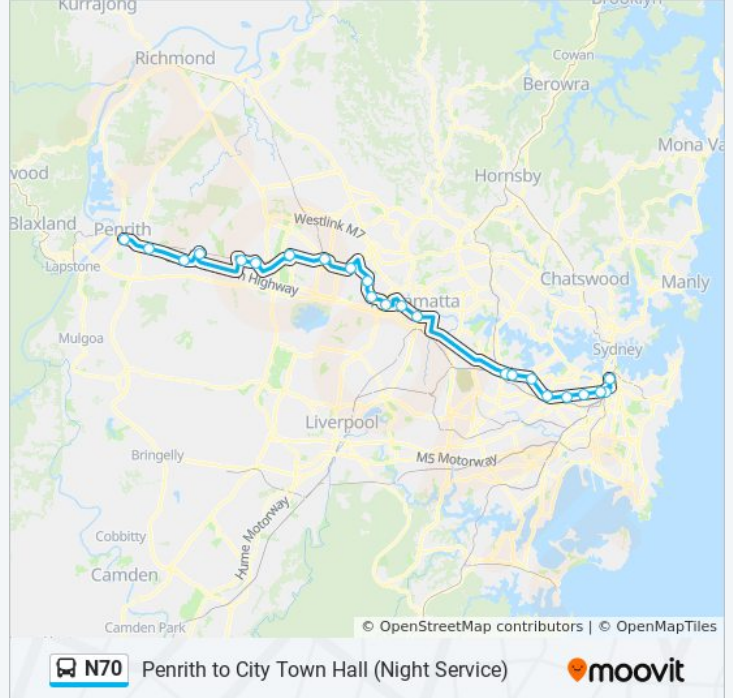 Kurrajong
Brooklyn
Richmond
Cowan
Berowra
Mona Va
wood
Hornsby
Blaxland
Penrith
Westlink M7
Lapstone
n Highway
amatta
Chatswood
Manly
Mulgoa
Sydney
Liverpool
Bringelly
M5 Motorway
Hume Motorway
Cobbitty
Camden
Camden Park
© OpenStreetMap contributors | © OpenMapTiles
N70 Penrith to City Town Hall (Night Service) moovit